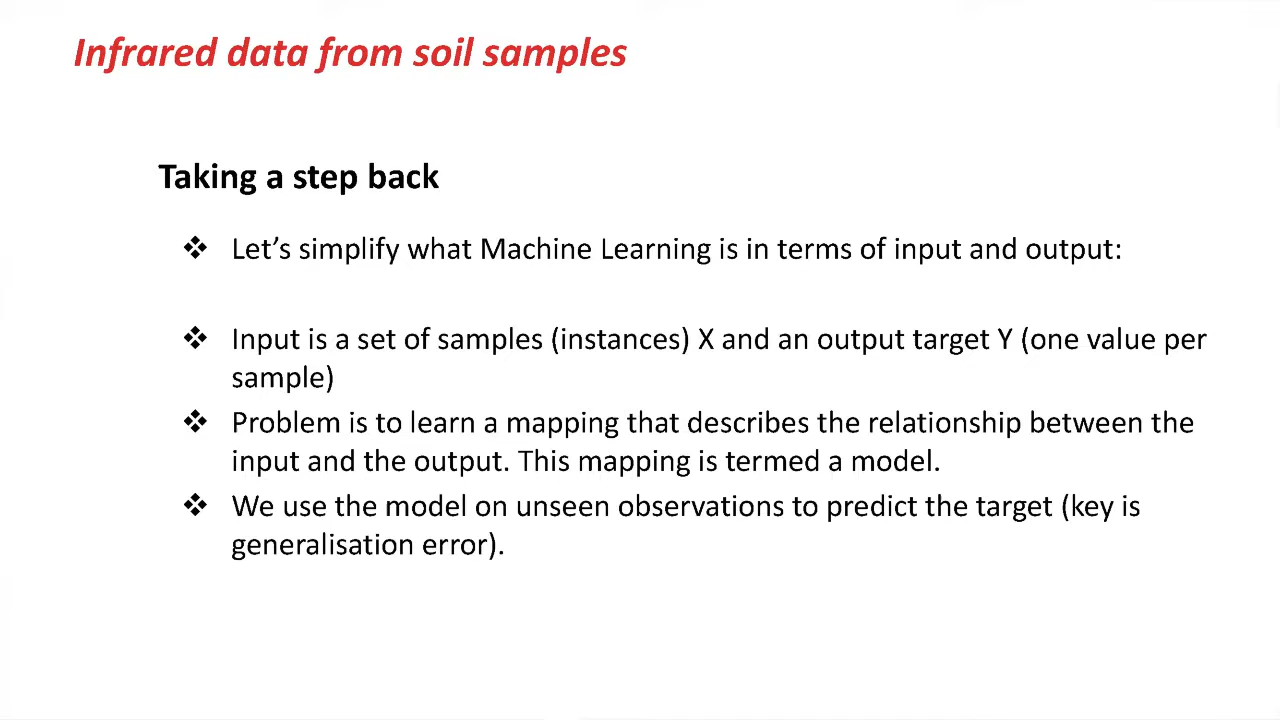 Infrared data from soil samples
Taking a step back
❖ Let’s simplify what Machine Learning is in terms of input and output:
❖ Input is a set of samples (instances) X and an output target Y (one value per
sample)
❖ Problem is to learn a mapping that describes the relationship between the
input and the output. This mapping is termed a model.
❖ We use the model on unseen observations to predict the target (key is
generalisation error).